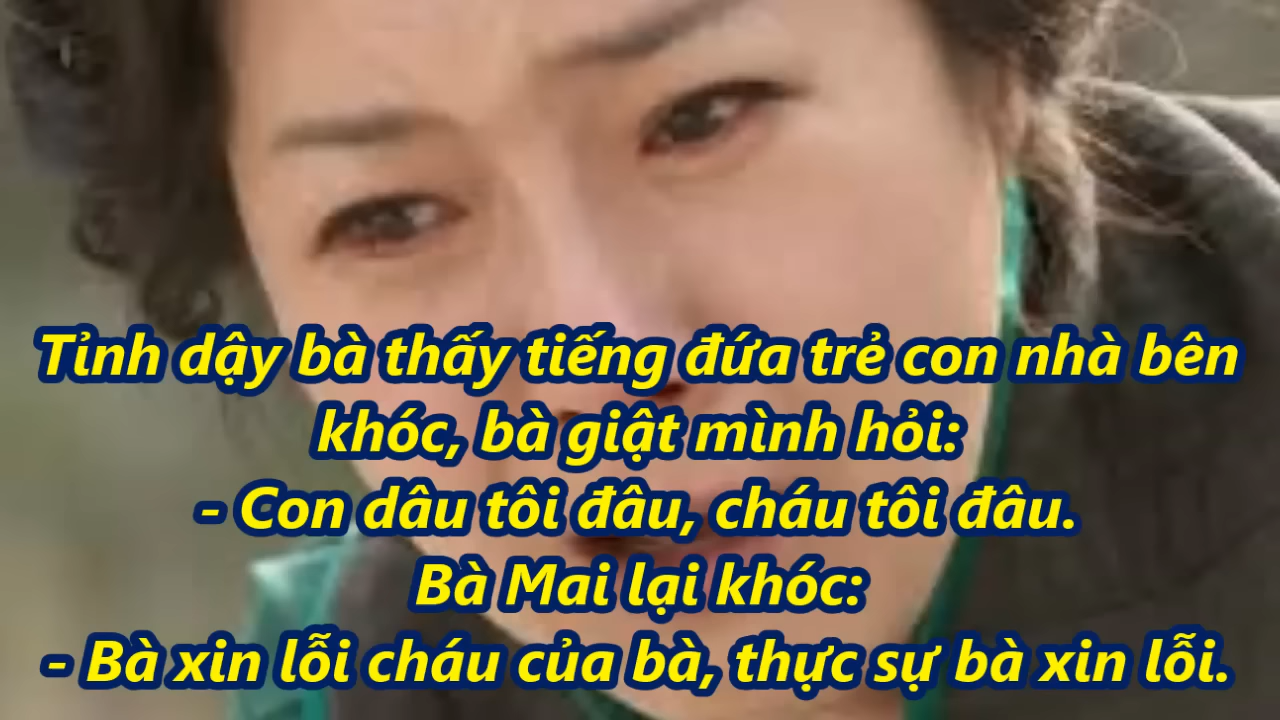 Tỉnh dậy bà thấy tiếng đứa trẻ con nhà bên
khóc, bà giật mình hỏi:
- Con dâu tôi đâu, cháu tôi đâu.
Bà Mai lại khóc:
- Bà xin lỗi cháu của bà, thực sự bà xin lỗi.